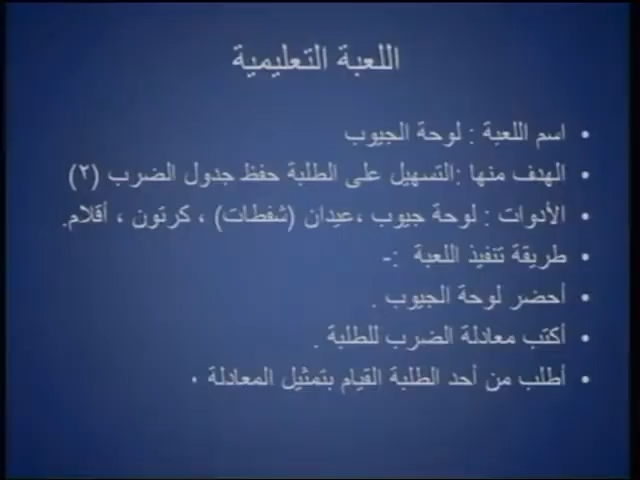 اللعبة التعليمية
• اسم اللعبة : لوحة الجيوب
• الهدف منها :التسهيل على الطلبة حفظ جدول الضرب (٢)
• الأدوات : لوحة جيوب ،عيدان (شفطات) ، كرتون ، أقلام.
• طريقة تنفيذ اللعبة :-
• أحضر لوحة الجيوب .
• أكتب معادلة الضرب للطلبة .
• أطلب من أحد الطلبة القيام بتمثيل المعادلة ٠